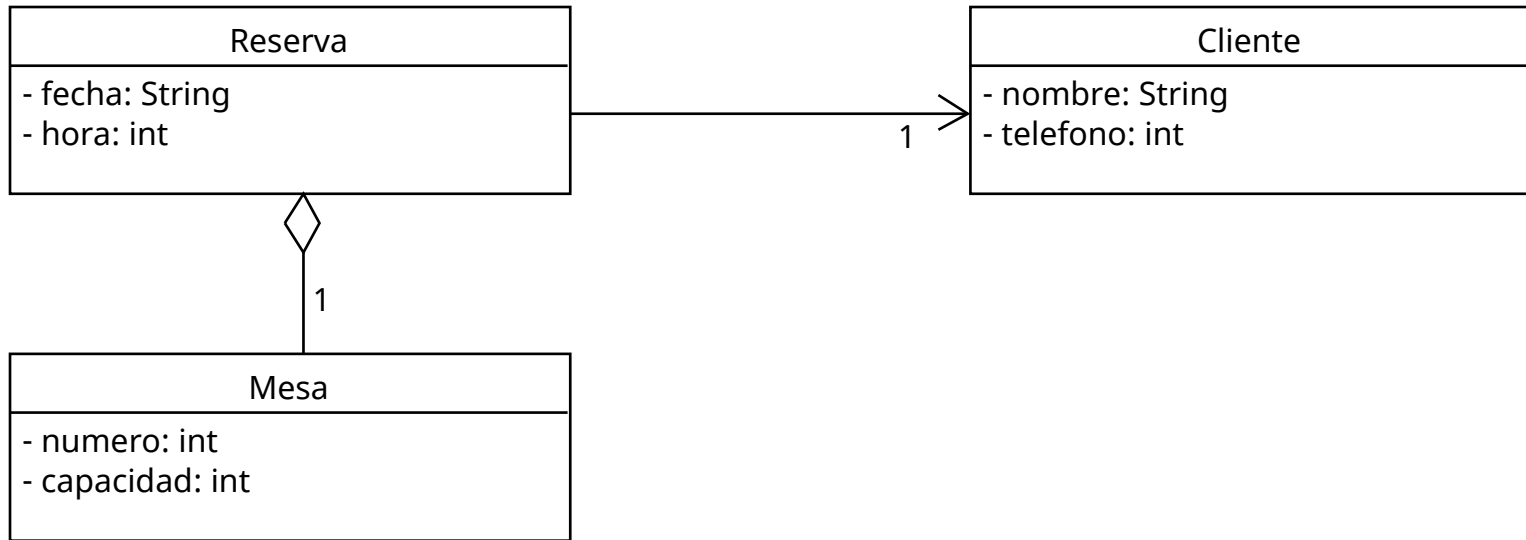 Reserva
- fecha: String
- hora: int
Cliente
- nombre: String
- telefono: int
1
1
Mesa
- numero: int
- capacidad: int